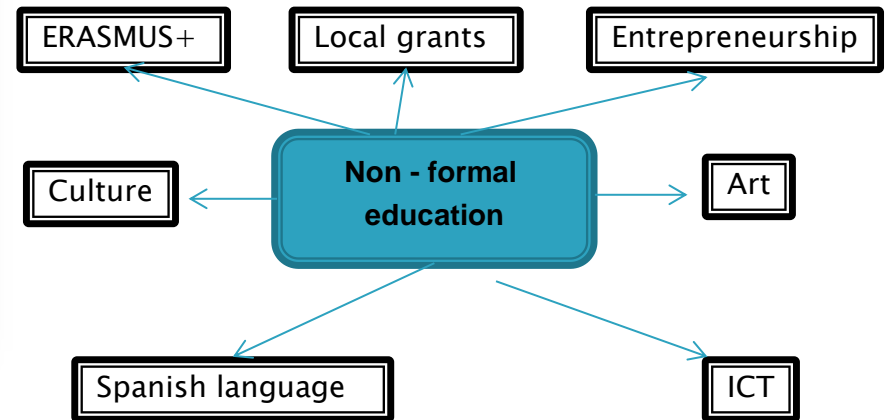 ERASMUS+
Local grants
Entrepreneurship
Non - formal
education
Culture
Art
Spanish language
ICT